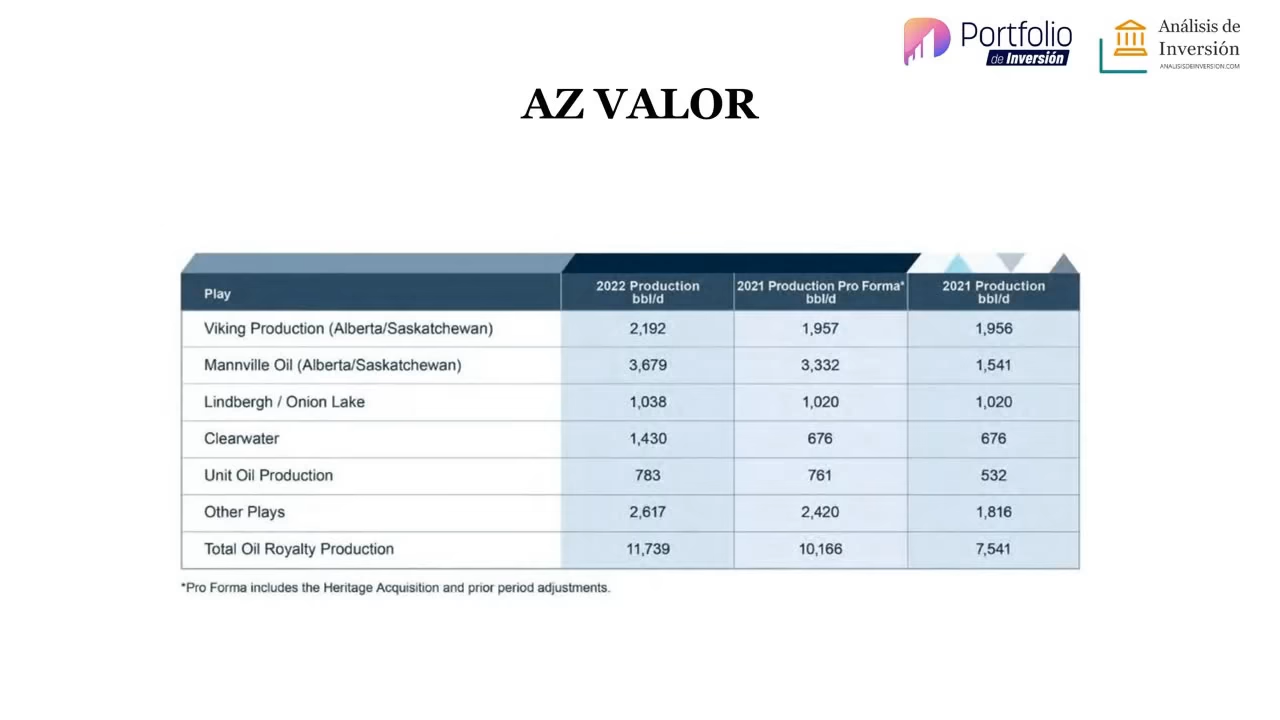 Portfolio
de Inversión
Análisis de
Inversión
ANALISISDEINVERSION.COM
AZ VALOR
Play 2022 Production bbl/d 2021 Production Pro Forma* bbl/d 2021 Production bbl/d
Viking Production (Alberta/Saskatchewan) 2,192 1,957 1,956
Mannville Oil (Alberta/Saskatchewan) 3,679 3,332 1,541
Lindbergh / Onion Lake 1,038 1,020 1,020
Clearwater 1,430 676 676
Unit Oil Production 783 761 532
Other Plays 2,617 2,420 1,816
Total Oil Royalty Production 11,739 10,166 7,541
*Pro Forma includes the Heritage Acquisition and prior period adjustments.